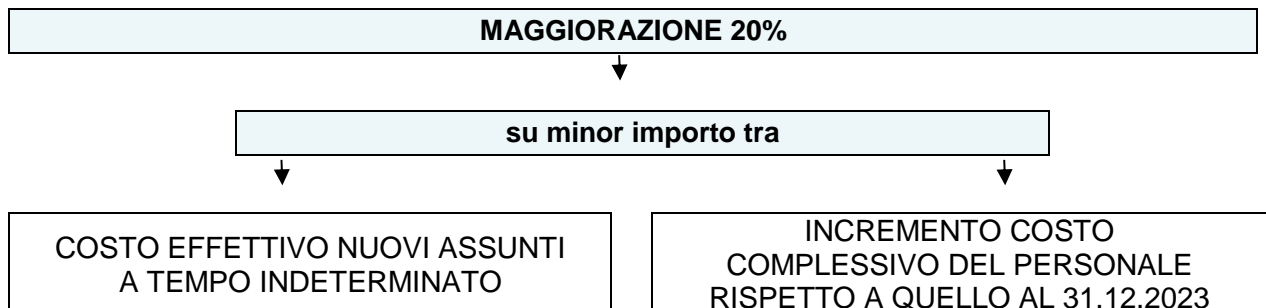 MAGGIORAZIONE 20%
su minor importo tra
COSTO EFFETTIVO NUOVI ASSUNTI
A TEMPO INDETERMINATO
INCREMENTO COSTO
COMPLESSIVO DEL PERSONALE
RISPETTO A QUELLO AL 31.12.2023